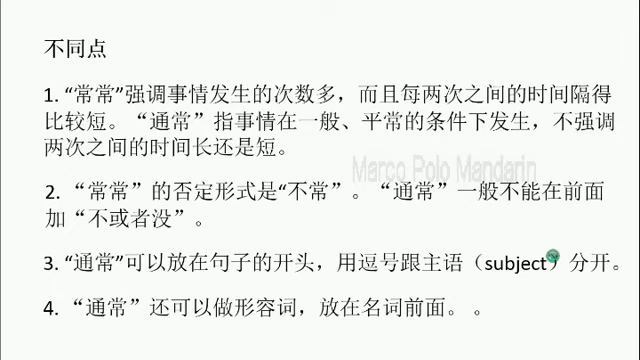 不同点
1. “常常”强调事情发生的次数多，而且每两次之间的时间隔得
比较短。“通常”指事情在一般、平常的条件下发生，不强调
两次之间的时间长还是短。
Marco Polo Mandarin
2. “常常”的否定形式是“不常”。“通常”一般不能在前面
加“不或者没”。
3. “通常”可以放在句子的开头，用逗号跟主语（subject）分开。
4. “通常”还可以做形容词，放在名词前面。 。